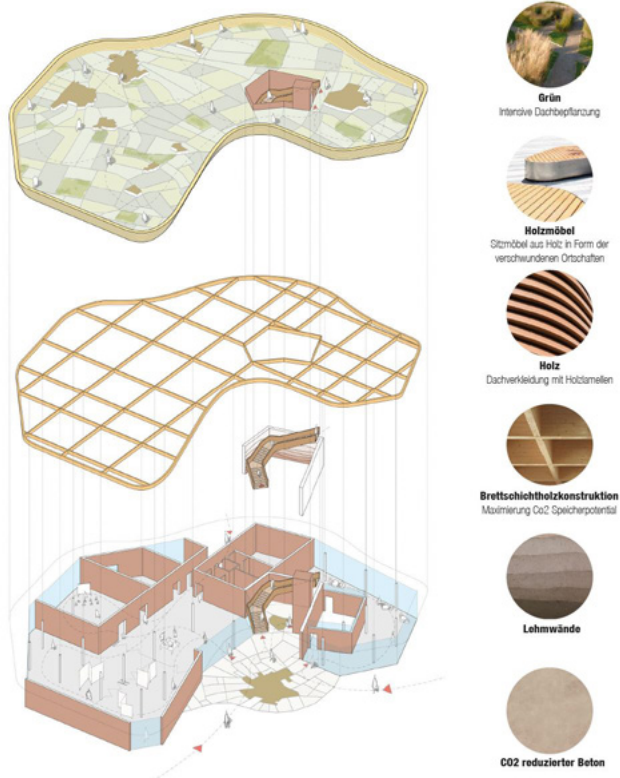 Grün
Intensive Dachbepflanzung
Holzmöbel
Sitzmöbel aus Holz in Form der
verschwundenen Ortschaften
Holz
Dachverkleidung mit Holzlamellen
Brettschichtholzkonstruktion
Maximierung Co2 Speicherpotential
Lehmwände
CO2 reduzierter Beton